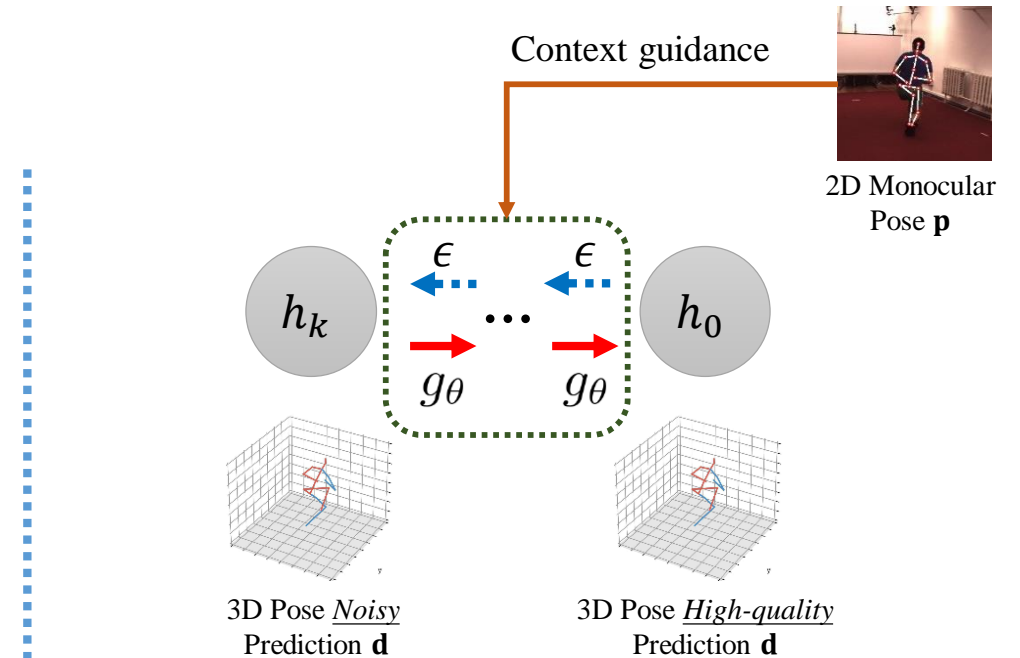 Context guidance
2D Monocular
Pose p
ϵ ϵ
h_k ... h_0
g_θ g_θ
3D Pose Noisy
Prediction d
3D Pose High-quality
Prediction d